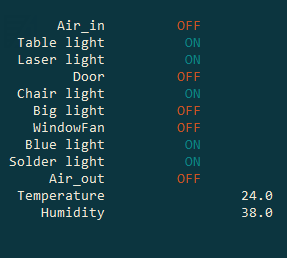 Air_in OFF
Table light ON
Laser light ON
Door OFF
Chair light ON
Big light OFF
WindowFan OFF
Blue light ON
Solder light ON
Air_out OFF
Temperature 24.0
Humidity 38.0